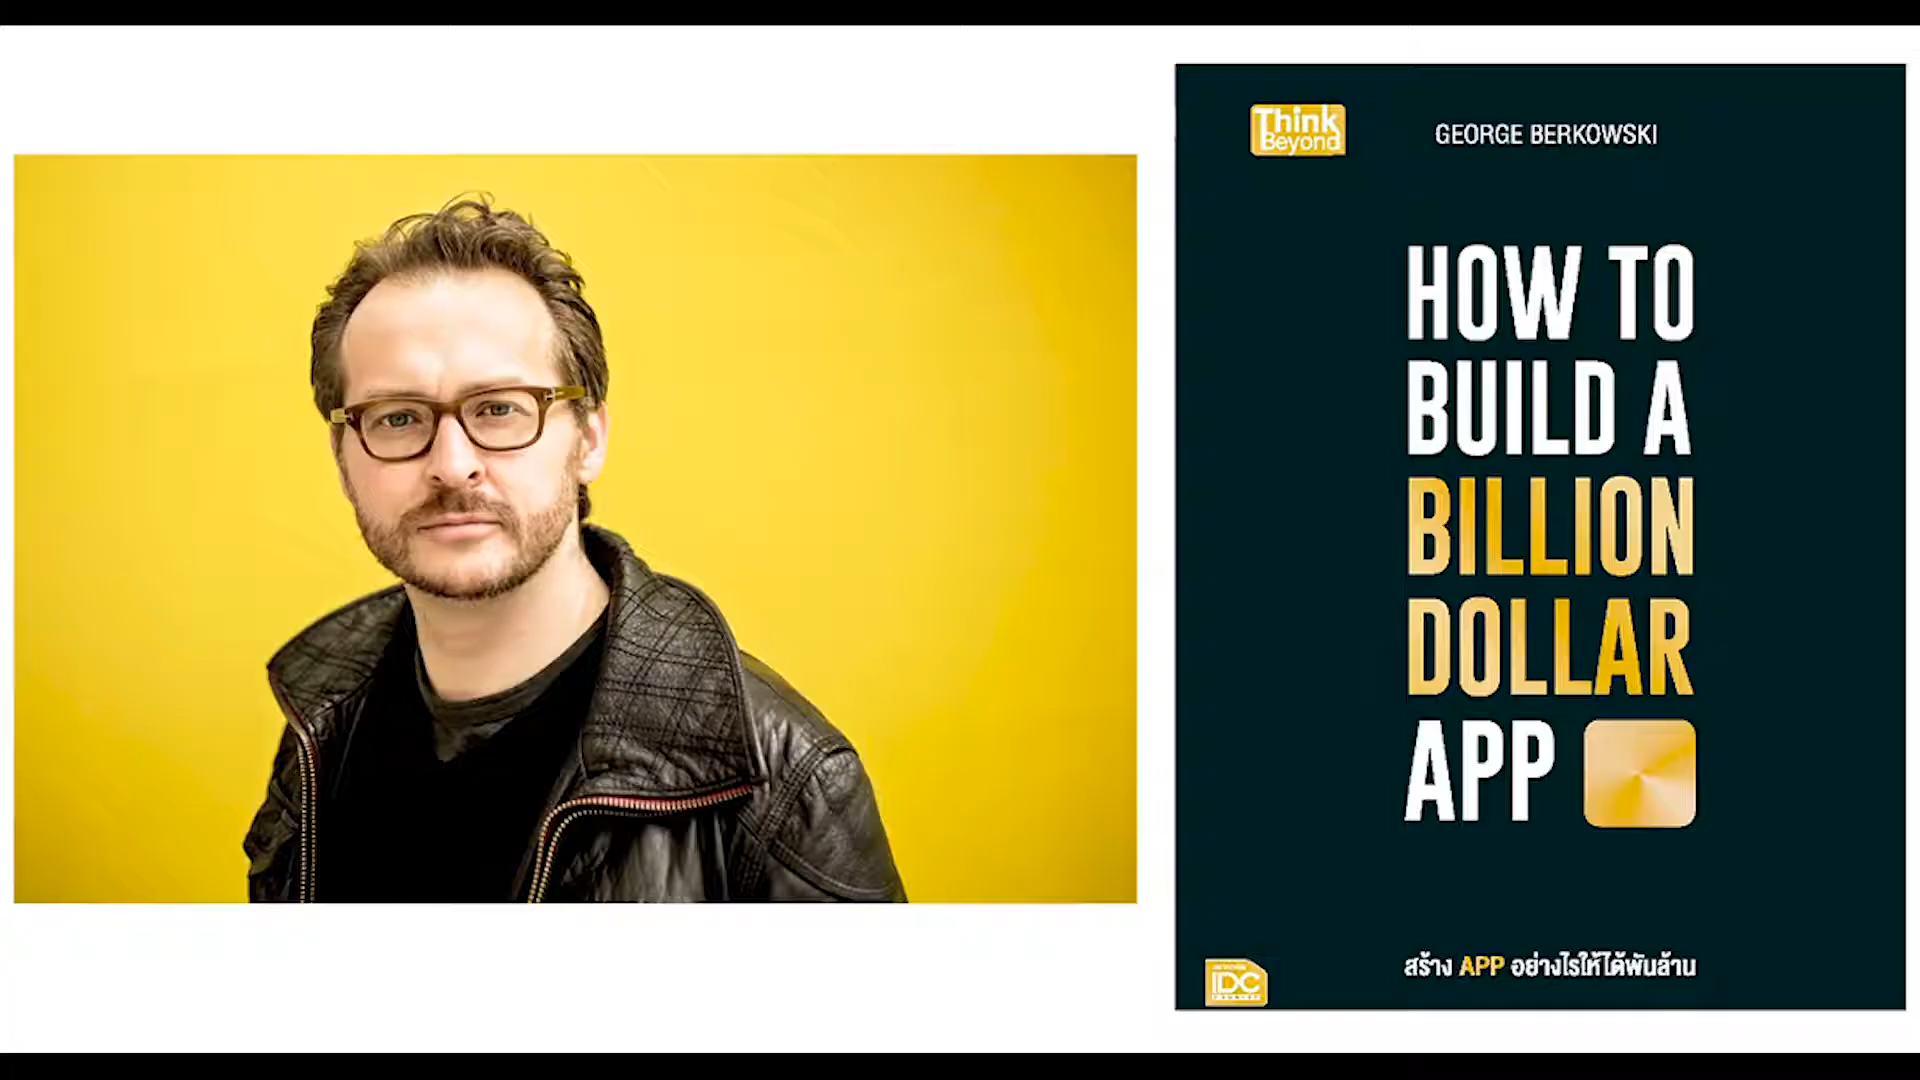 Think
Beyond
GEORGE BERKOWSKI
HOW TO
BUILD A
BILLION
DOLLAR
APP
สร้าง APP อย่างไรให้ได้พันล้าน
IDC